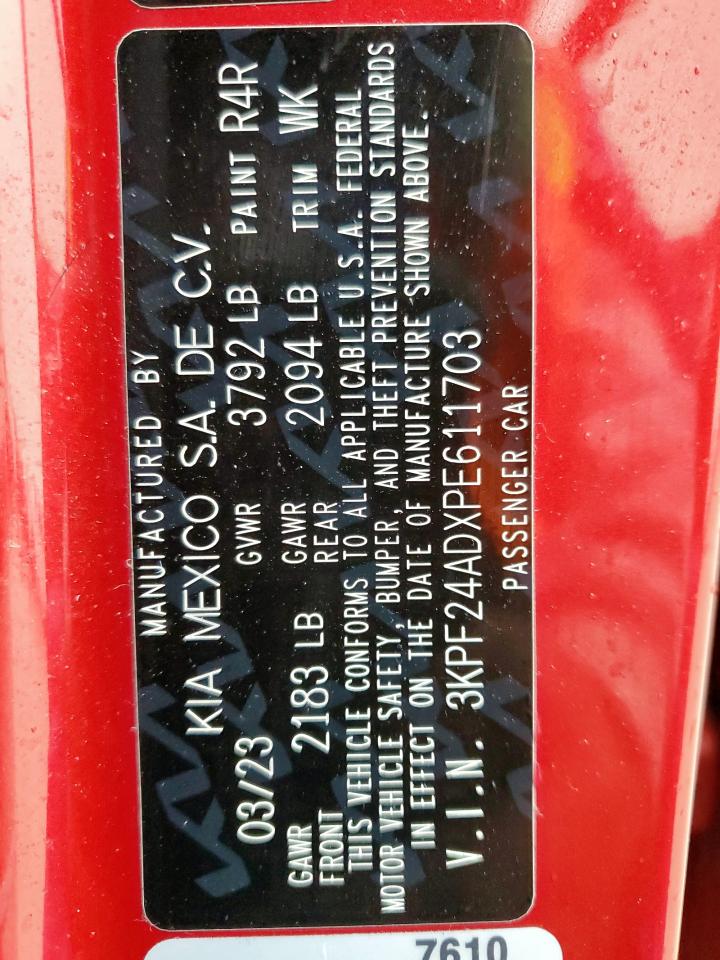 MANUFACTURED BY
KIA MEXICO S.A. DE C.V.
03/23 GVWR 3792 LB PAINT R4R
GAWR FRONT 2183 LB GAWR REAR 2094 LB TRIM WK
THIS VEHICLE CONFORMS TO ALL APPLICABLE U.S.A. FEDERAL
MOTOR VEHICLE SAFETY, BUMPER, AND THEFT PREVENTION STANDARDS
IN EFFECT ON THE DATE OF MANUFACTURE SHOWN ABOVE.
V.I.N. 3KPF24ADXPE611703
PASSENGER CAR
7610